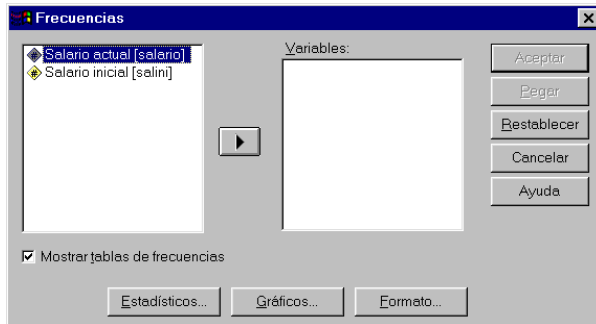 Frecuencias
Salario actual [salario]
Salario inicial [salini]
Variables:
Aceptar
Pegar
Restablecer
Cancelar
Ayuda
Mostrar tablas de frecuencias
Estadísticos...
Gráficos...
Formato...